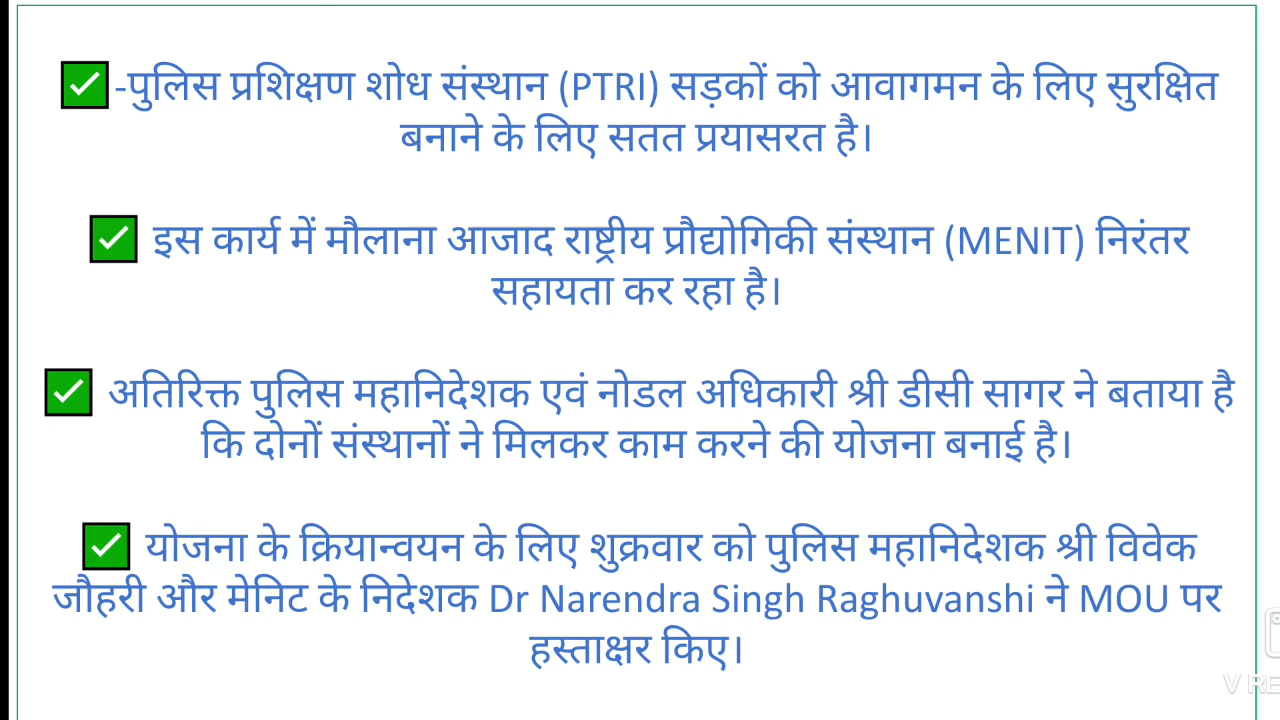 ✅-पुलिस प्रशिक्षण शोध संस्थान (PTRI) सड़कों को आवागमन के लिए सुरक्षित
बनाने के लिए सतत प्रयासरत है।
✅ इस कार्य में मौलाना आजाद राष्ट्रीय प्रौद्योगिकी संस्थान (MENIT) निरंतर
सहायता कर रहा है।
✅ अतिरिक्त पुलिस महानिदेशक एवं नोडल अधिकारी श्री डीसी सागर ने बताया है
कि दोनों संस्थानों ने मिलकर काम करने की योजना बनाई है।
✅ योजना के क्रियान्वयन के लिए शुक्रवार को पुलिस महानिदेशक श्री विवेक
जौहरी और मेनिट के निदेशक Dr Narendra Singh Raghuvanshi ने MOU पर
हस्ताक्षर किए।